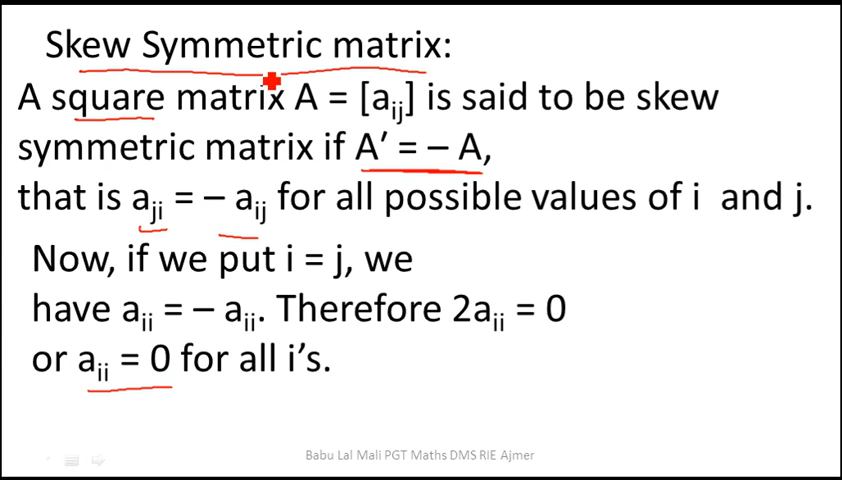 Skew Symmetric matrix:
A square matrix A = [aᵢⱼ] is said to be skew
symmetric matrix if A′ = – A,
that is aⱼᵢ = – aᵢⱼ for all possible values of i and j.
Now, if we put i = j, we
have aᵢᵢ = – aᵢᵢ. Therefore 2aᵢᵢ = 0
or aᵢᵢ = 0 for all i’s.
Babu Lal Mali PGT Maths DMS RIE Ajmer